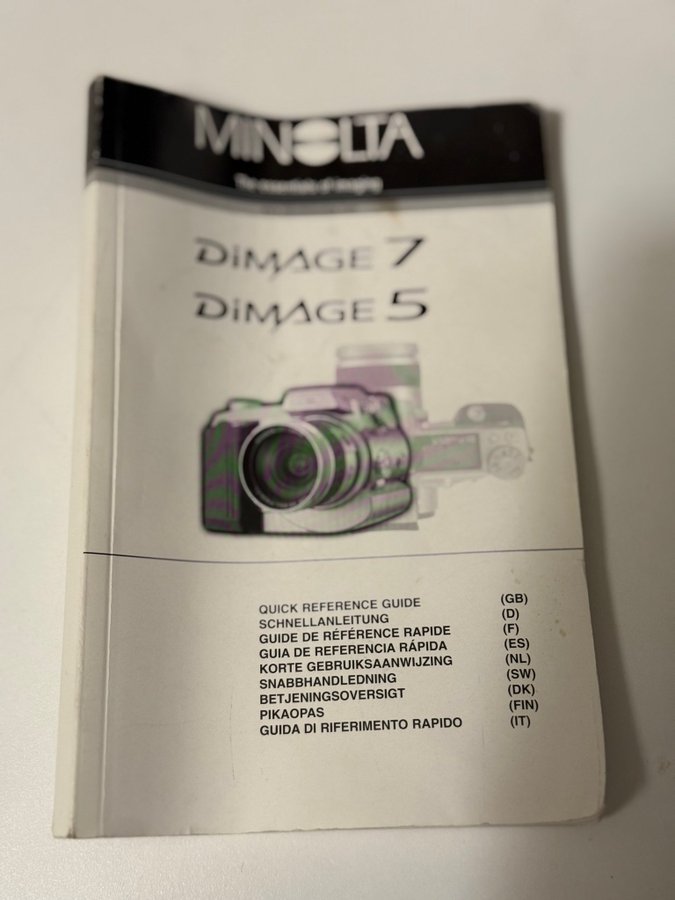 MINOLTA
The essentials of imaging
DiMAGE 7
DiMAGE 5
QUICK REFERENCE GUIDE (GB)
SCHNELLANLEITUNG (D)
GUIDE DE RÉFÉRENCE RAPIDE (F)
GUIA DE REFERENCIA RÁPIDA (ES)
KORTE GEBRUIKSAANWIJZING (NL)
SNABBHANDLEDNING (SW)
BETJENINGSOVERSIGT (DK)
PIKAOPAS (FIN)
GUIDA DI RIFERIMENTO RAPIDO (IT)